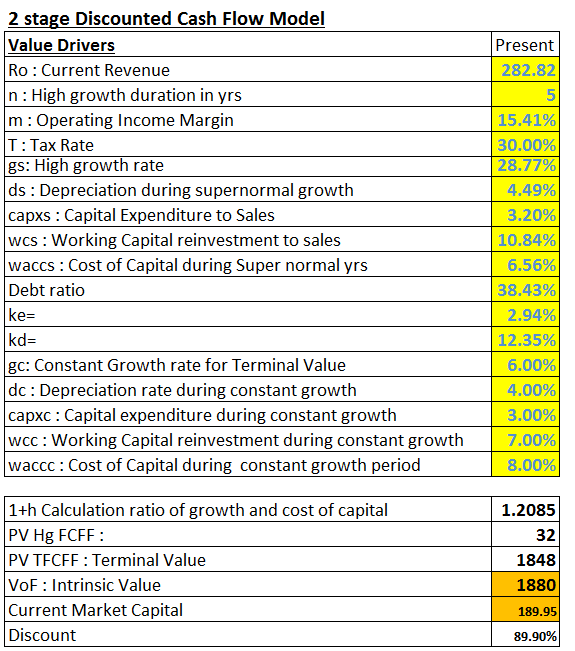 2 stage Discounted Cash Flow Model
Value Drivers Present
Ro : Current Revenue 282.82
n : High growth duration in yrs 5
m : Operating Income Margin 15.41%
T : Tax Rate 30.00%
gs: High growth rate 28.77%
ds : Depreciation during supernormal growth 4.49%
capxs : Capital Expenditure to Sales 3.20%
wcs : Working Capital reinvestment to sales 10.84%
waccs : Cost of Capital during Super normal yrs 6.56%
Debt ratio 38.43%
ke= 2.94%
kd= 12.35%
gc: Constant Growth rate for Terminal Value 6.00%
dc : Depreciation rate during constant growth 4.00%
capxc : Capital expenditure during constant growth 3.00%
wcc : Working Capital reinvestment during constant growth 7.00%
waccc : Cost of Capital during constant growth period 8.00%
1+h Calculation ratio of growth and cost of capital 1.2085
PV Hg FCFF : 32
PV TFCFF : Terminal Value 1848
VoF : Intrinsic Value 1880
Current Market Capital 189.95
Discount 89.90%